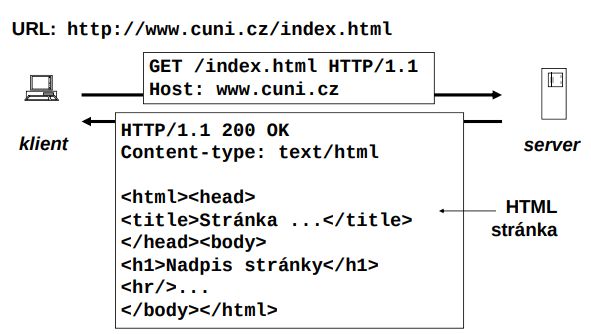 URL: http://www.cuni.cz/index.html
GET /index.html HTTP/1.1
Host: www.cuni.cz
klient
server
HTTP/1.1 200 OK
Content-type: text/html
<html><head>
<title>Stránka ...</title>
</head><body>
<h1>Nadpis stránky</h1>
<hr/>...
</body></html>
HTML
stránka